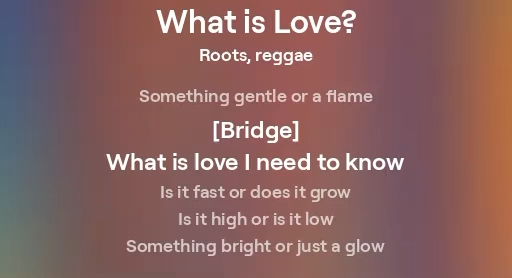 What is Love?
Roots, reggae
Something gentle or a flame
[Bridge]
What is love I need to know
Is it fast or does it grow
Is it high or is it low
Something bright or just a glow